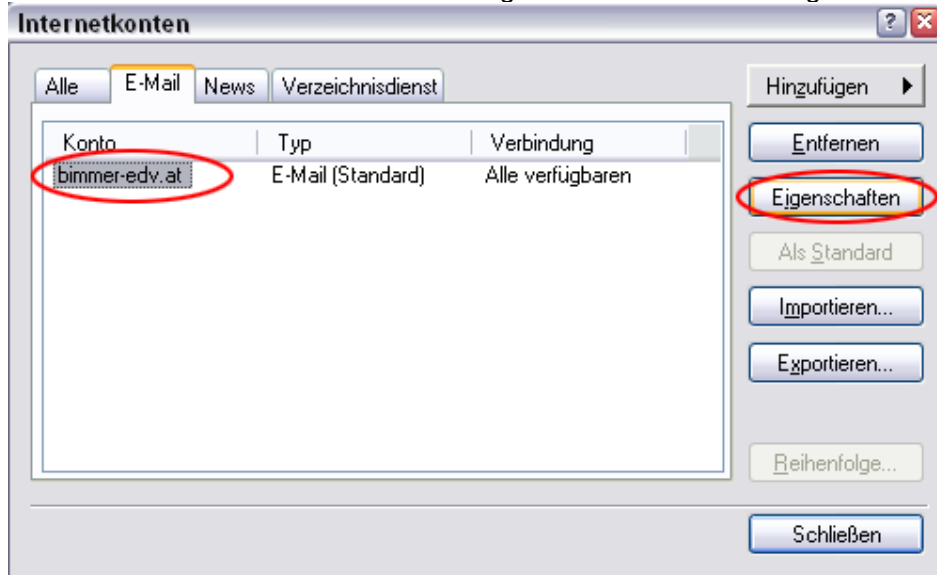 Internetkonten
Alle E-Mail News Verzeichnisdienst
Hinzufügen
Konto Typ Verbindung
Entfernen
bimmer-edv.at E-Mail (Standard) Alle verfügbaren
Eigenschaften
Als Standard
Importieren...
Exportieren...
Reihenfolge...
Schließen